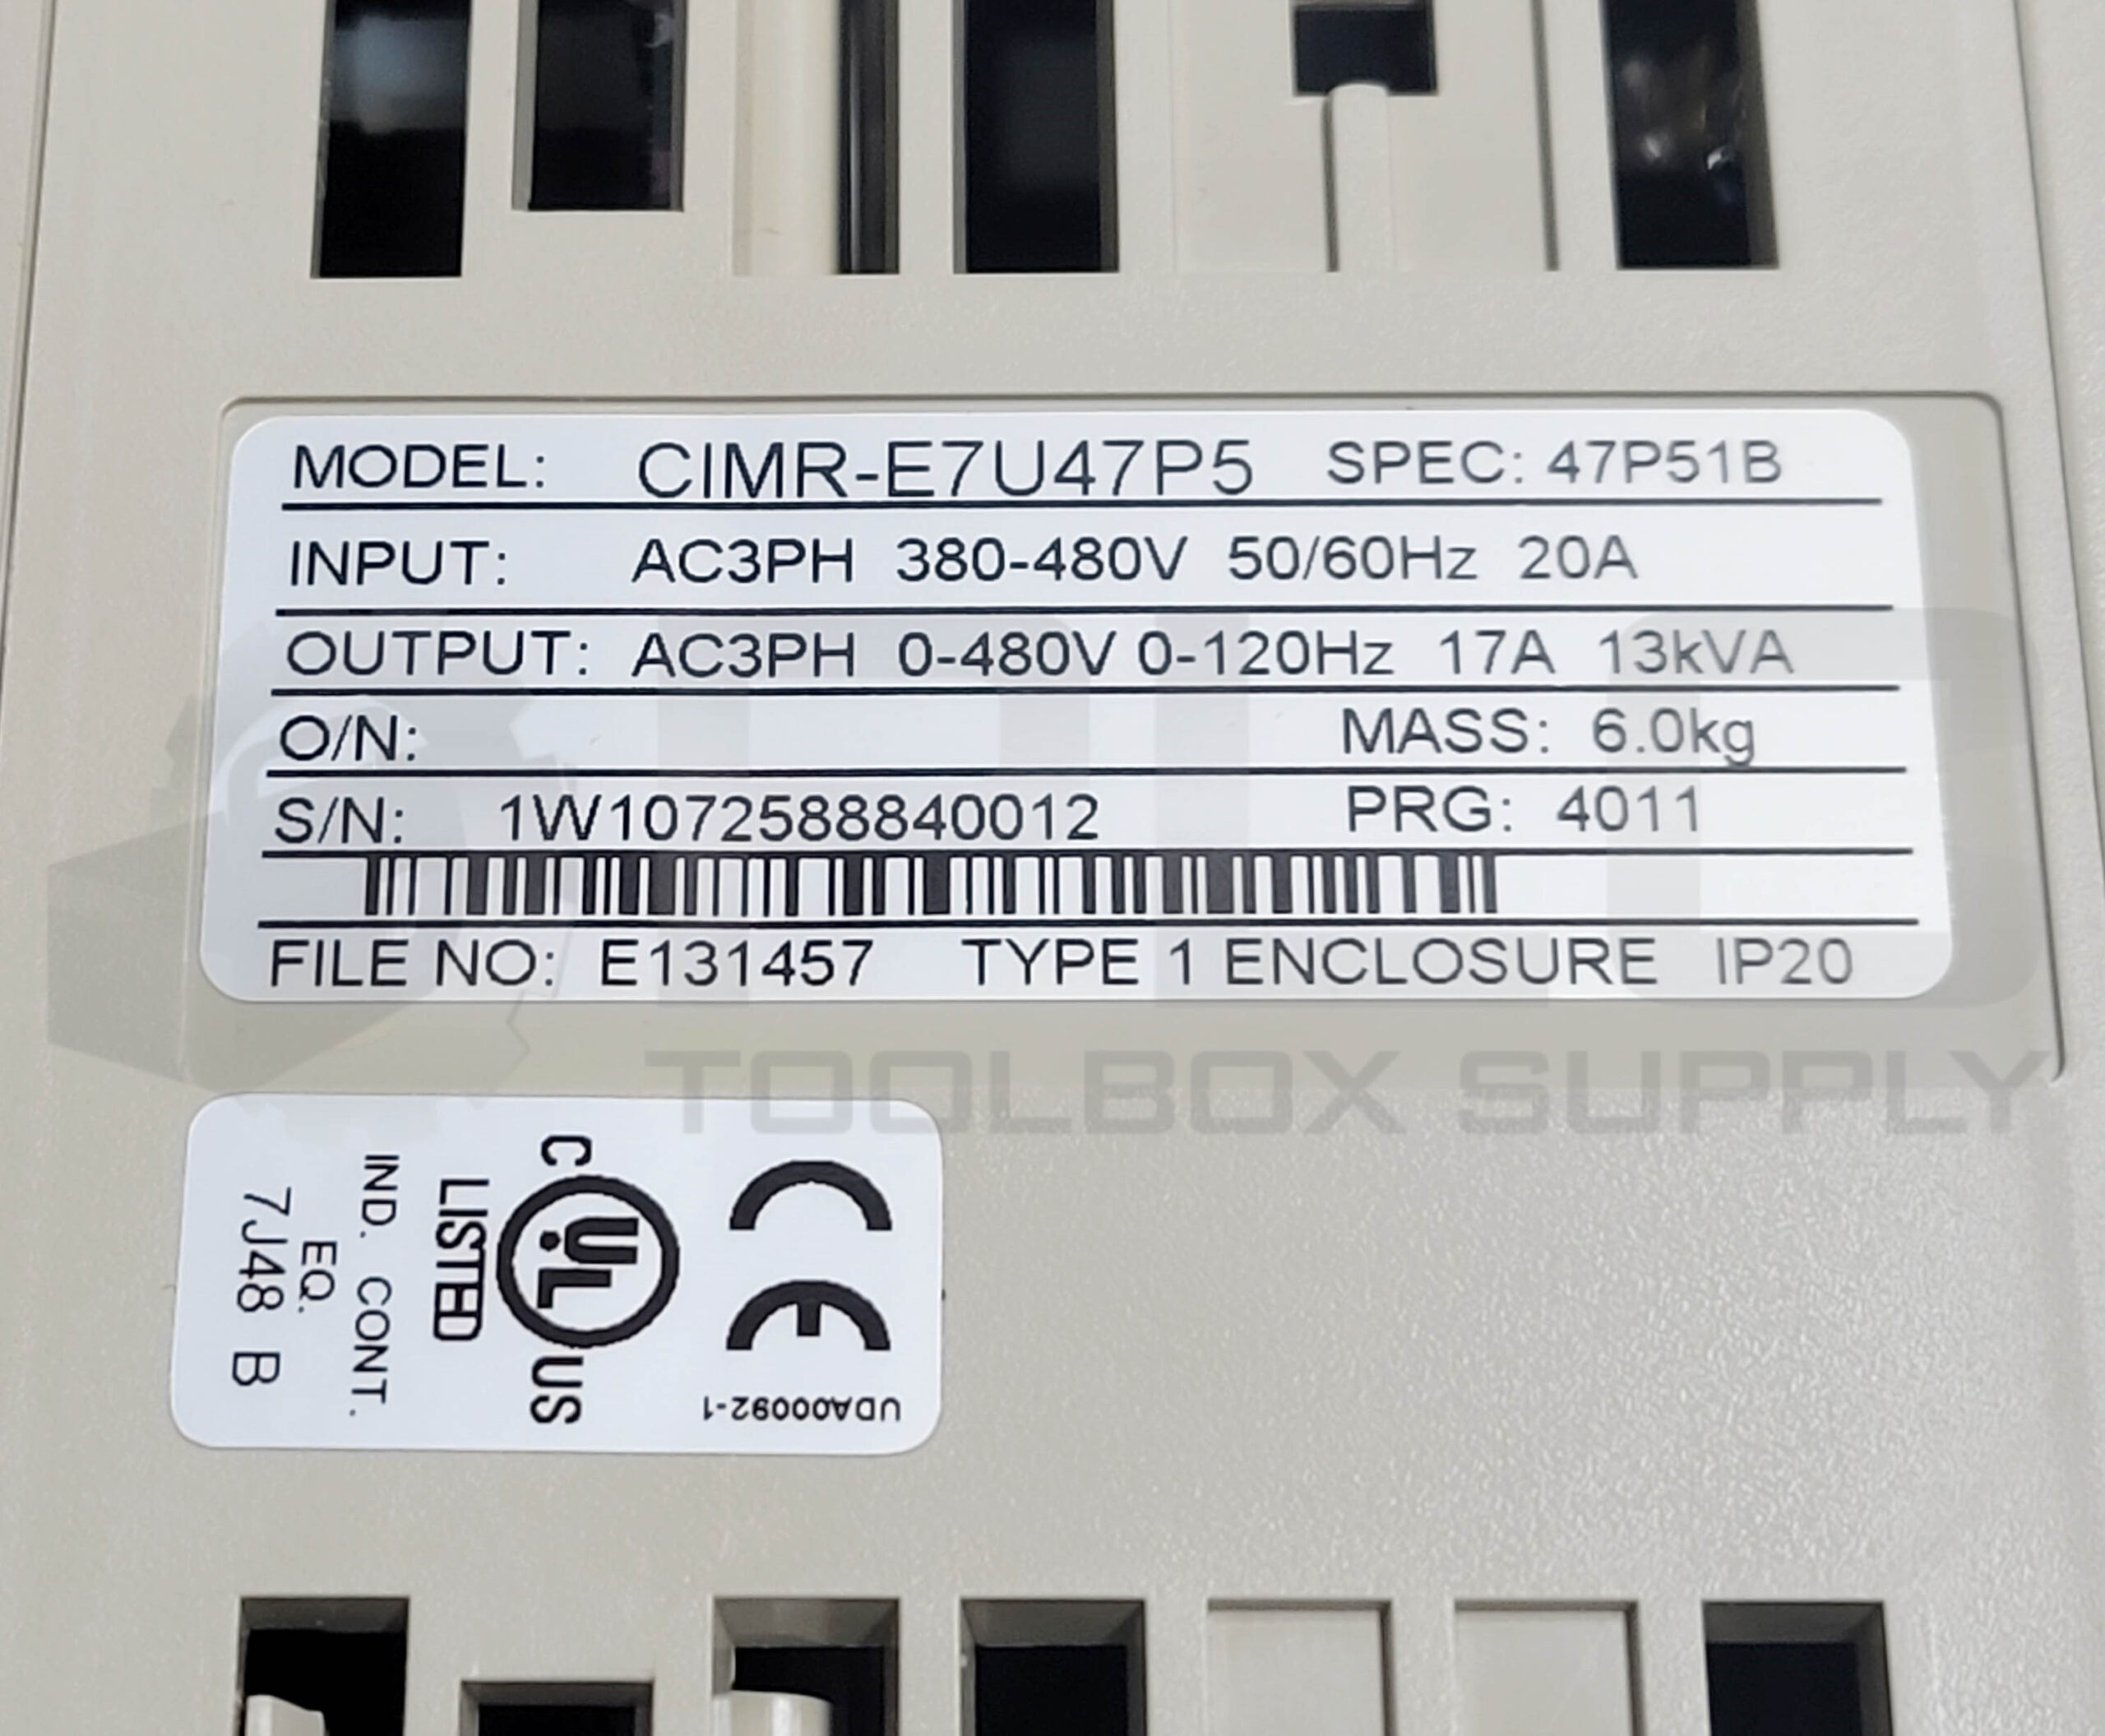 MODEL: CIMR-E7U47P5 SPEC: 47P51B
INPUT: AC3PH 380-480V 50/60Hz 20A
OUTPUT: AC3PH 0-480V 0-120Hz 17A 13kVA
O/N: MASS: 6.0kg
S/N: 1W1072588840012 PRG: 4011
FILE NO: E131457 TYPE 1 ENCLOSURE IP20
TOOLBOX SUPPLY
CE
C UL US
LISTED
IND. CONT.
EQ.
7J48 B
UDA00092-1